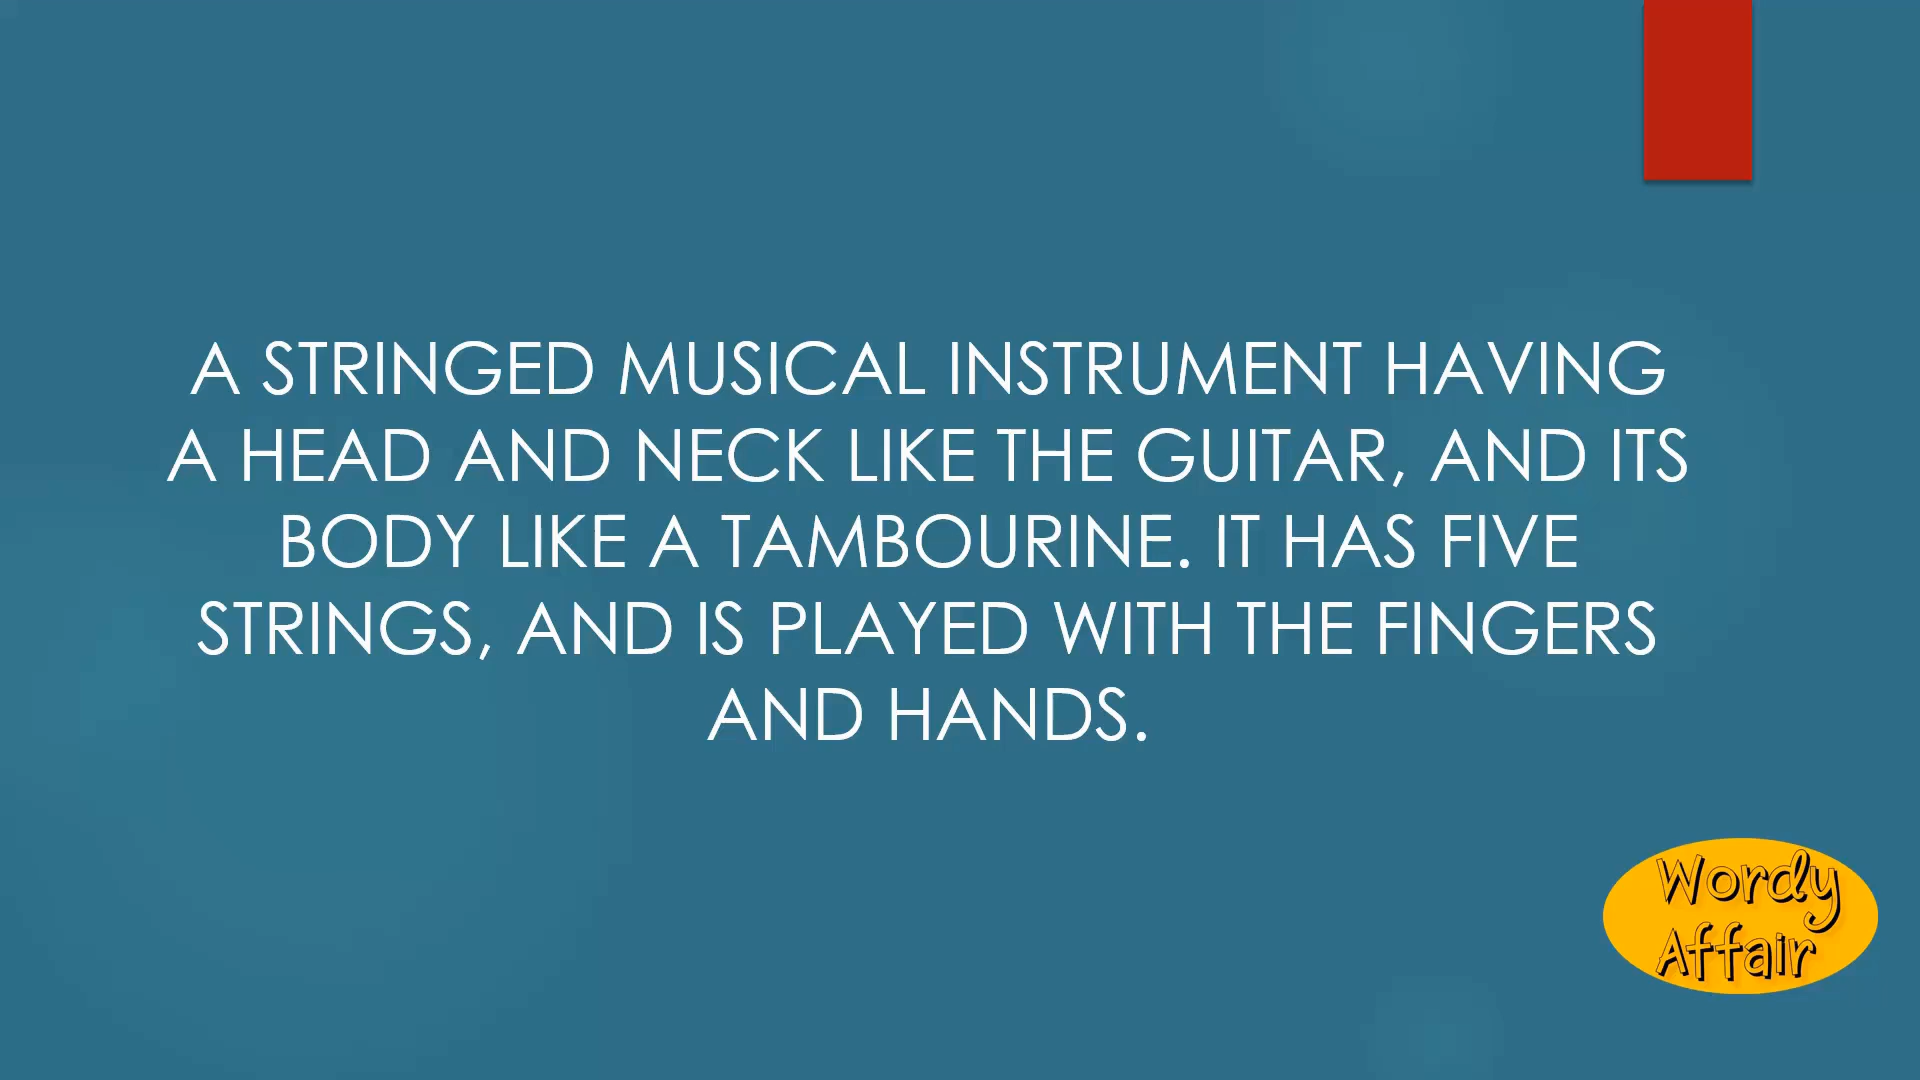 A STRINGED MUSICAL INSTRUMENT HAVING
A HEAD AND NECK LIKE THE GUITAR, AND ITS
BODY LIKE A TAMBOURINE. IT HAS FIVE
STRINGS, AND IS PLAYED WITH THE FINGERS
AND HANDS.
Wordy
Affair